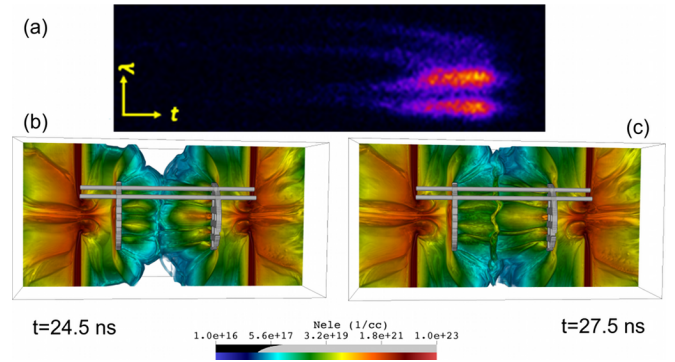 (a)
λ
t
(b)
(c)
t=24.5 ns
t=27.5 ns
Nele (1/cc)
1.0e+16 5.6e+17 3.2e+19 1.8e+21 1.0e+23